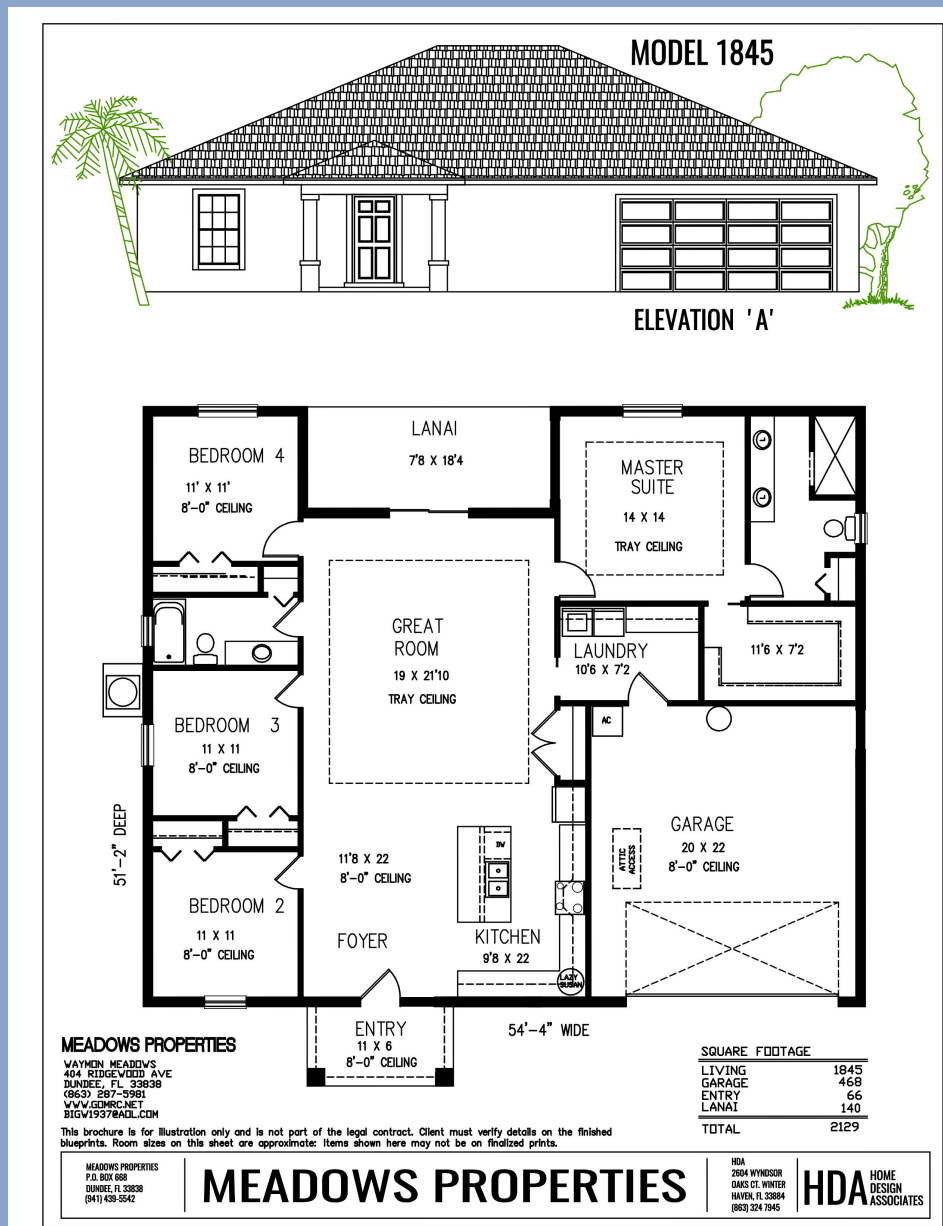 MODEL 1845
ELEVATION 'A'
LANAI
7'8 X 18'4
BEDROOM 4
11' X 11'
8'-0" CEILING
MASTER
SUITE
14 X 14
TRAY CEILING
GREAT
ROOM
19 X 21'10
TRAY CEILING
LAUNDRY
10'6 X 7'2
11'6 X 7'2
BEDROOM 3
11 X 11
8'-0" CEILING
AC
51'-2" DEEP
GARAGE
20 X 22
8'-0" CEILING
ATTIC
ACCESS
DW
11'8 X 22
8'-0" CEILING
BEDROOM 2
11 X 11
8'-0" CEILING
FOYER
KITCHEN
9'8 X 22
LAZY
SUSAN
ENTRY
11 X 6
8'-0" CEILING
54'-4" WIDE
MEADOWS PROPERTIES
WAYMON MEADOWS
404 RIDGEWOOD AVE
DUNDEE, FL 33838
(863) 287-5981
WWW.GOMRC.NET
BIGW1937@AOL.COM
SQUARE FOOTAGE
LIVING 1845
GARAGE 468
ENTRY 66
LANAI 140
TOTAL 2129
This brochure is for illustration only and is not part of the legal contract. Client must verify details on the finished
blueprints. Room sizes on this sheet are approximate: Items shown here may not be on finalized prints.
MEADOWS PROPERTIES
P.O. BOX 668
DUNDEE, FL 33838
(941) 439-5542
MEADOWS PROPERTIES
HDA
2604 WYNDSOR
OAKS CT. WINTER
HAVEN, FL 33884
(863) 324 7945
HDA HOME
DESIGN
ASSOCIATES